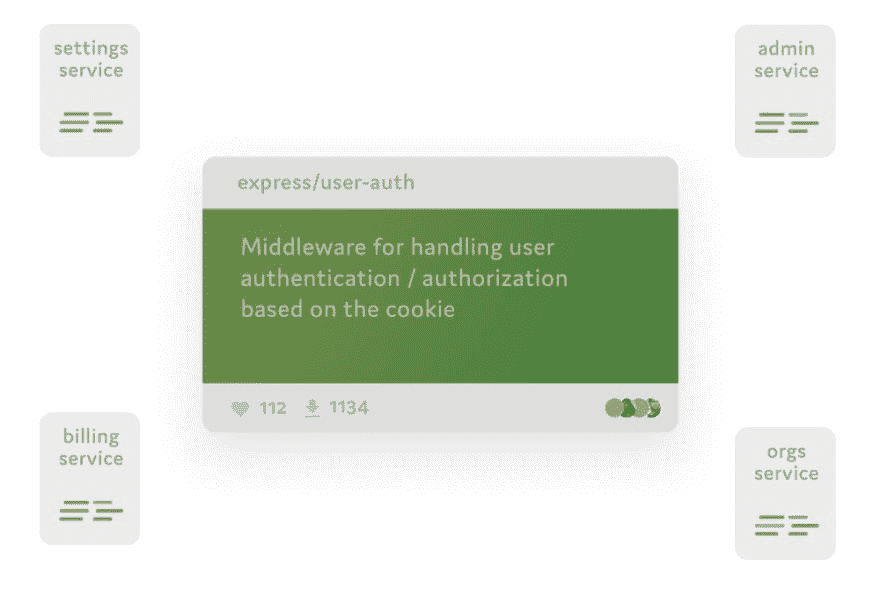 settings
service
admin
service
express/user-auth
Middleware for handling user
authentication / authorization
based on the cookie
112 1134
billing
service
orgs
service